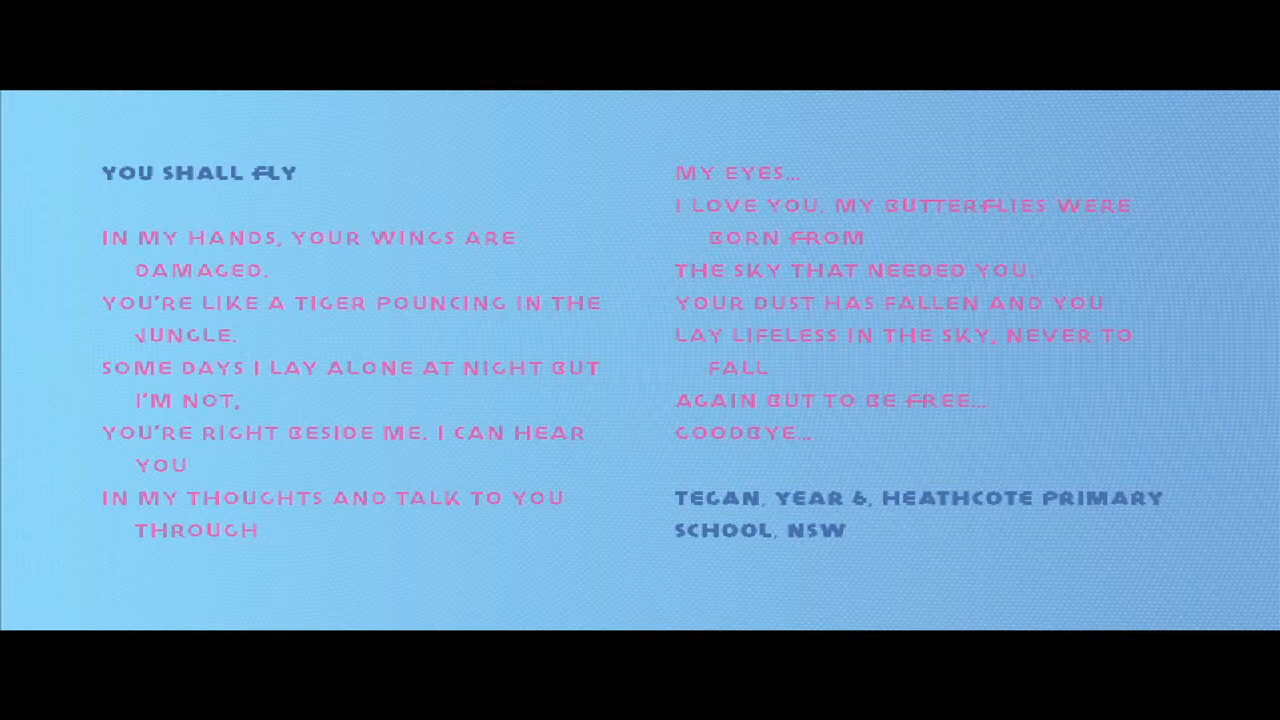 YOU SHALL FLY
IN MY HANDS, YOUR WINGS ARE
DAMAGED.
YOU'RE LIKE A TIGER POUNCING IN THE
JUNGLE.
SOME DAYS I LAY ALONE AT NIGHT BUT
I'M NOT,
YOU'RE RIGHT BESIDE ME. I CAN HEAR
YOU
IN MY THOUGHTS AND TALK TO YOU
THROUGH
MY EYES...
I LOVE YOU. MY BUTTERFLIES WERE
BORN FROM
THE SKY THAT NEEDED YOU.
YOUR DUST HAS FALLEN AND YOU
LAY LIFELESS IN THE SKY, NEVER TO
FALL
AGAIN BUT TO BE FREE...
GOODBYE...
TEGAN, YEAR 6, HEATHCOTE PRIMARY
SCHOOL, NSW